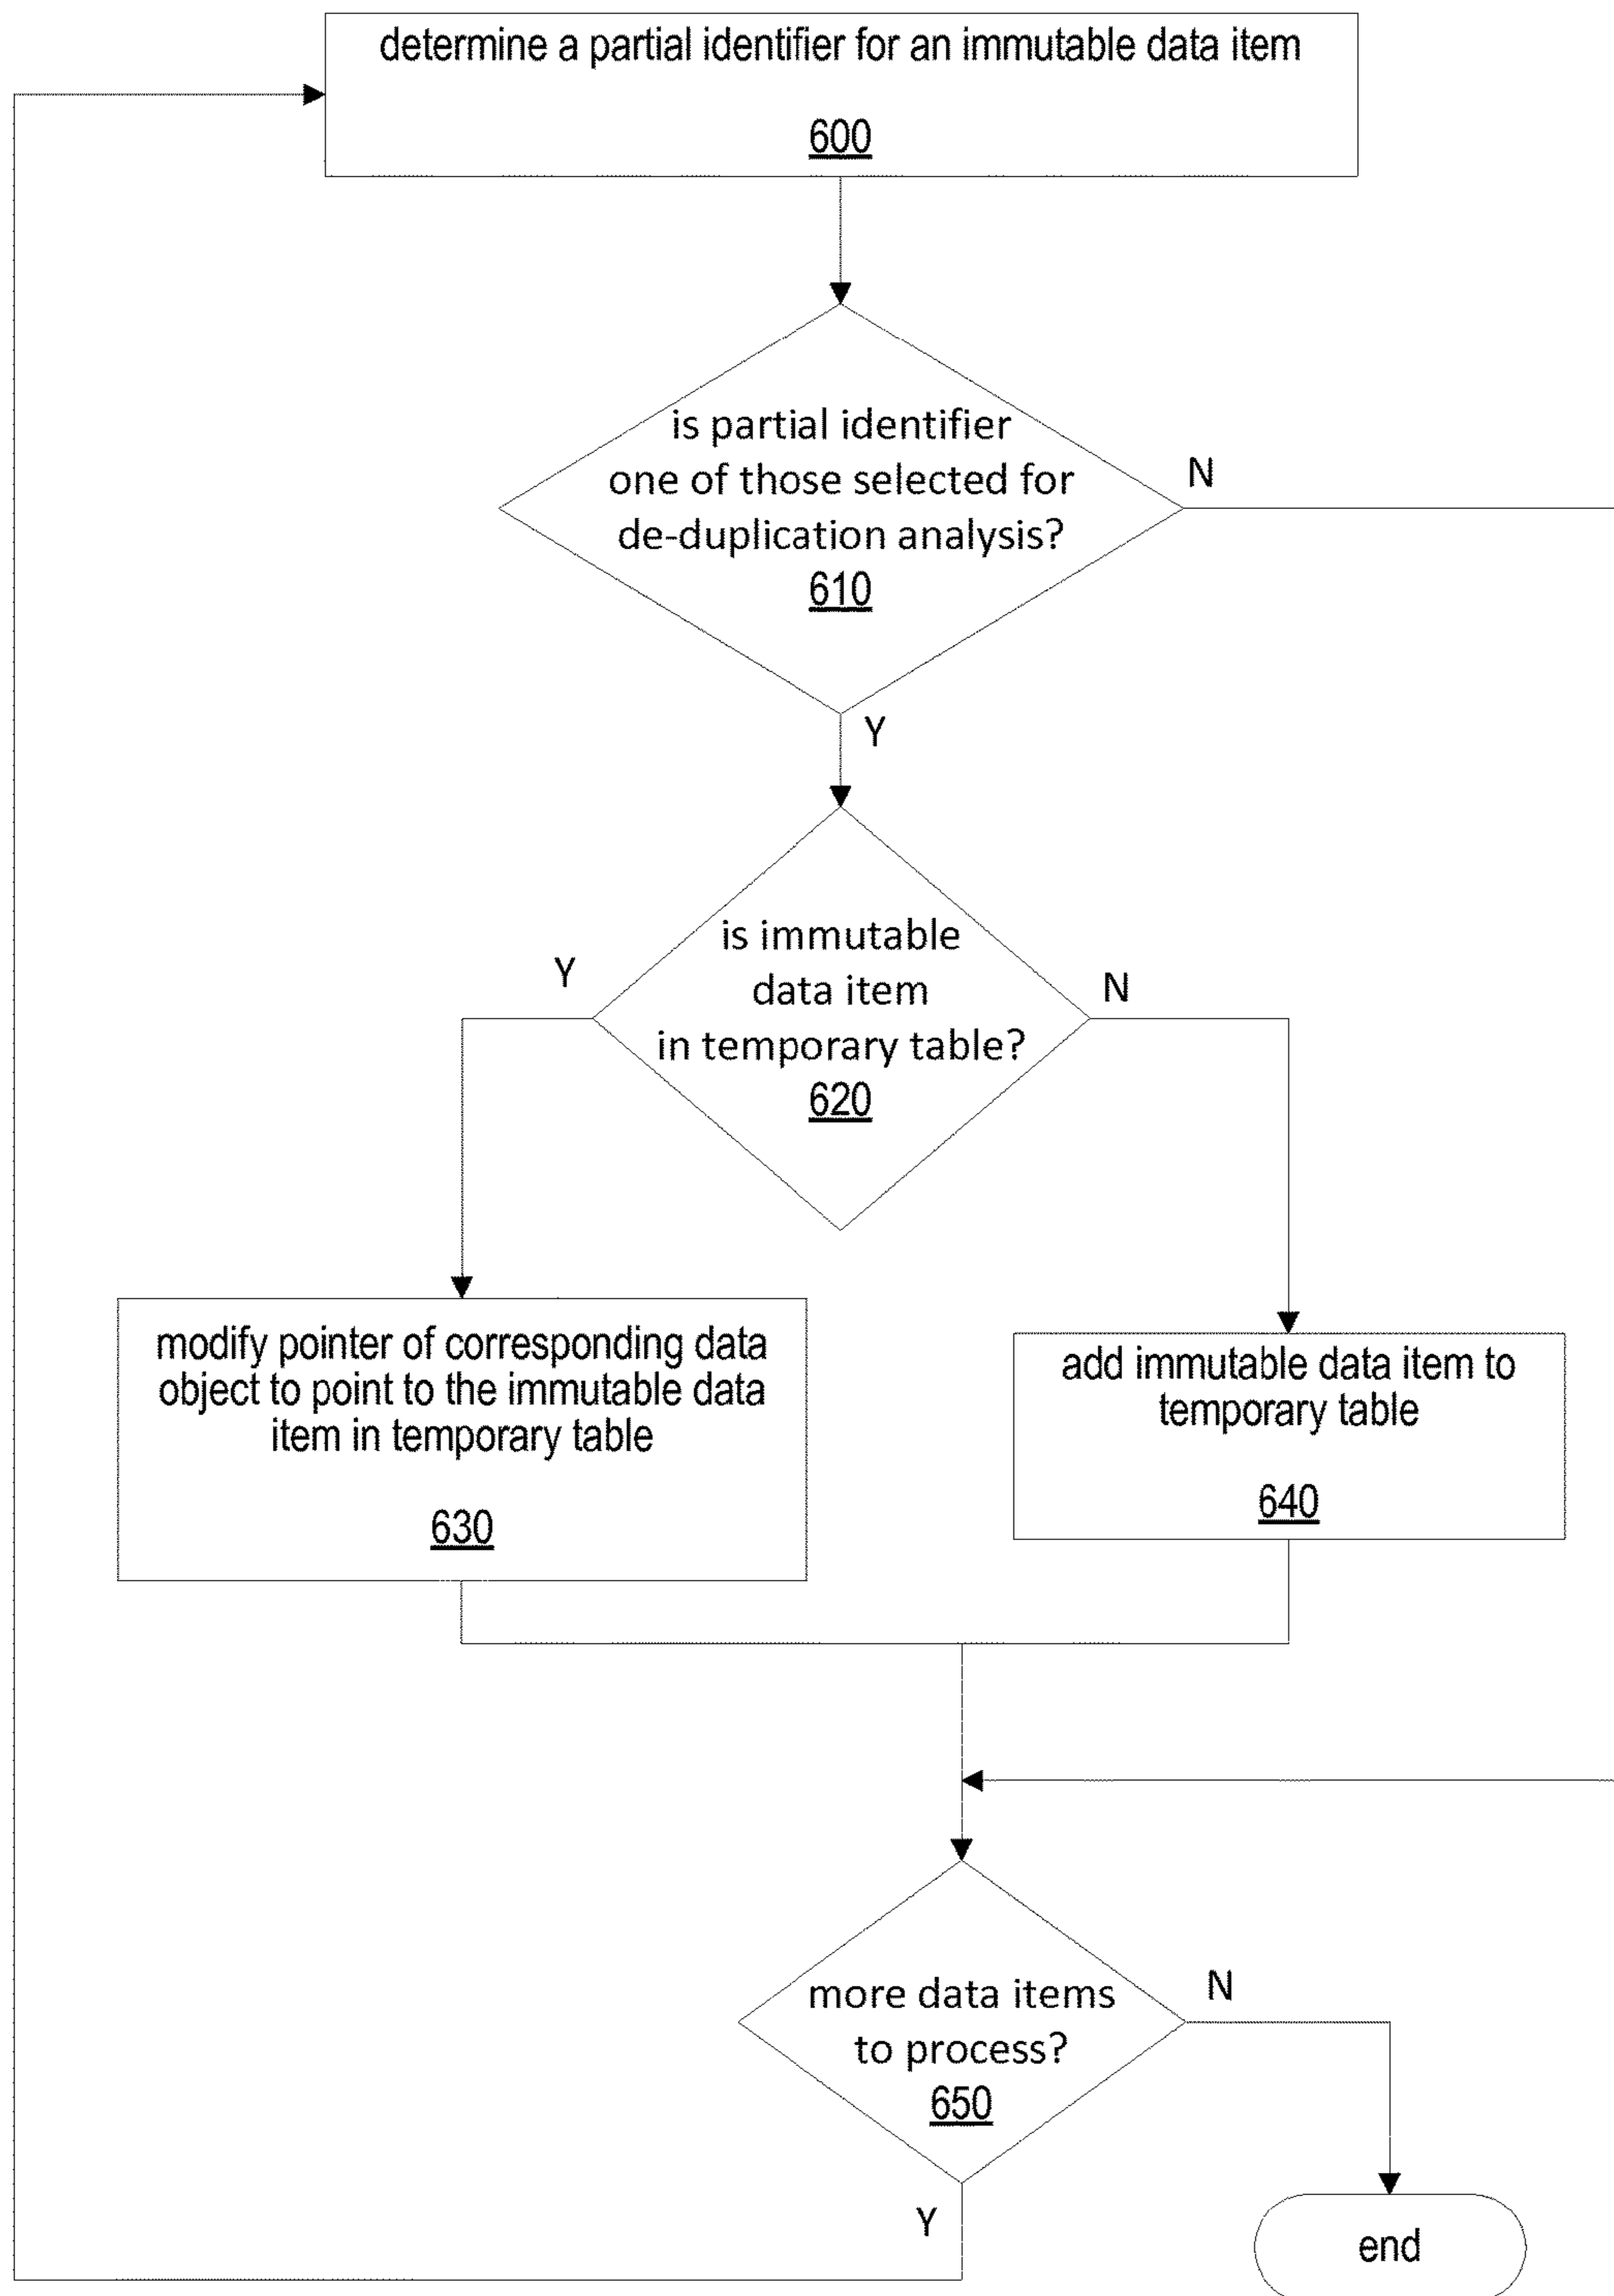 determine a partial identifier for an immutable data item
600
is partial identifier
one of those selected for
de-duplication analysis?
610
N
Y
is immutable
data item
in temporary table?
620
Y
N
modify pointer of corresponding data
object to point to the immutable data
item in temporary table
630
add immutable data item to
temporary table
640
more data items
to process?
650
N
Y
end